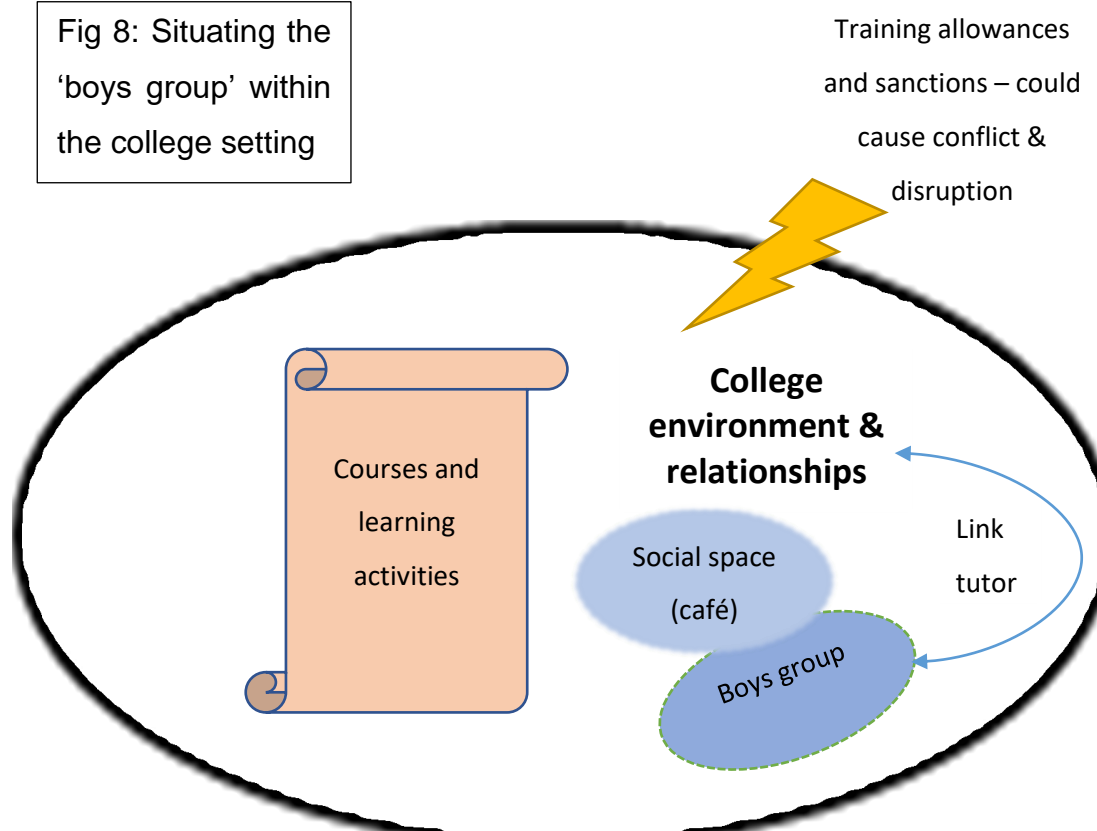 Fig 8: Situating the
‘boys group’ within
the college setting
Training allowances
and sanctions – could
cause conflict &
disruption
College
environment &
relationships
Courses and
learning
activities
Link
tutor
Social space
(café)
Boys group